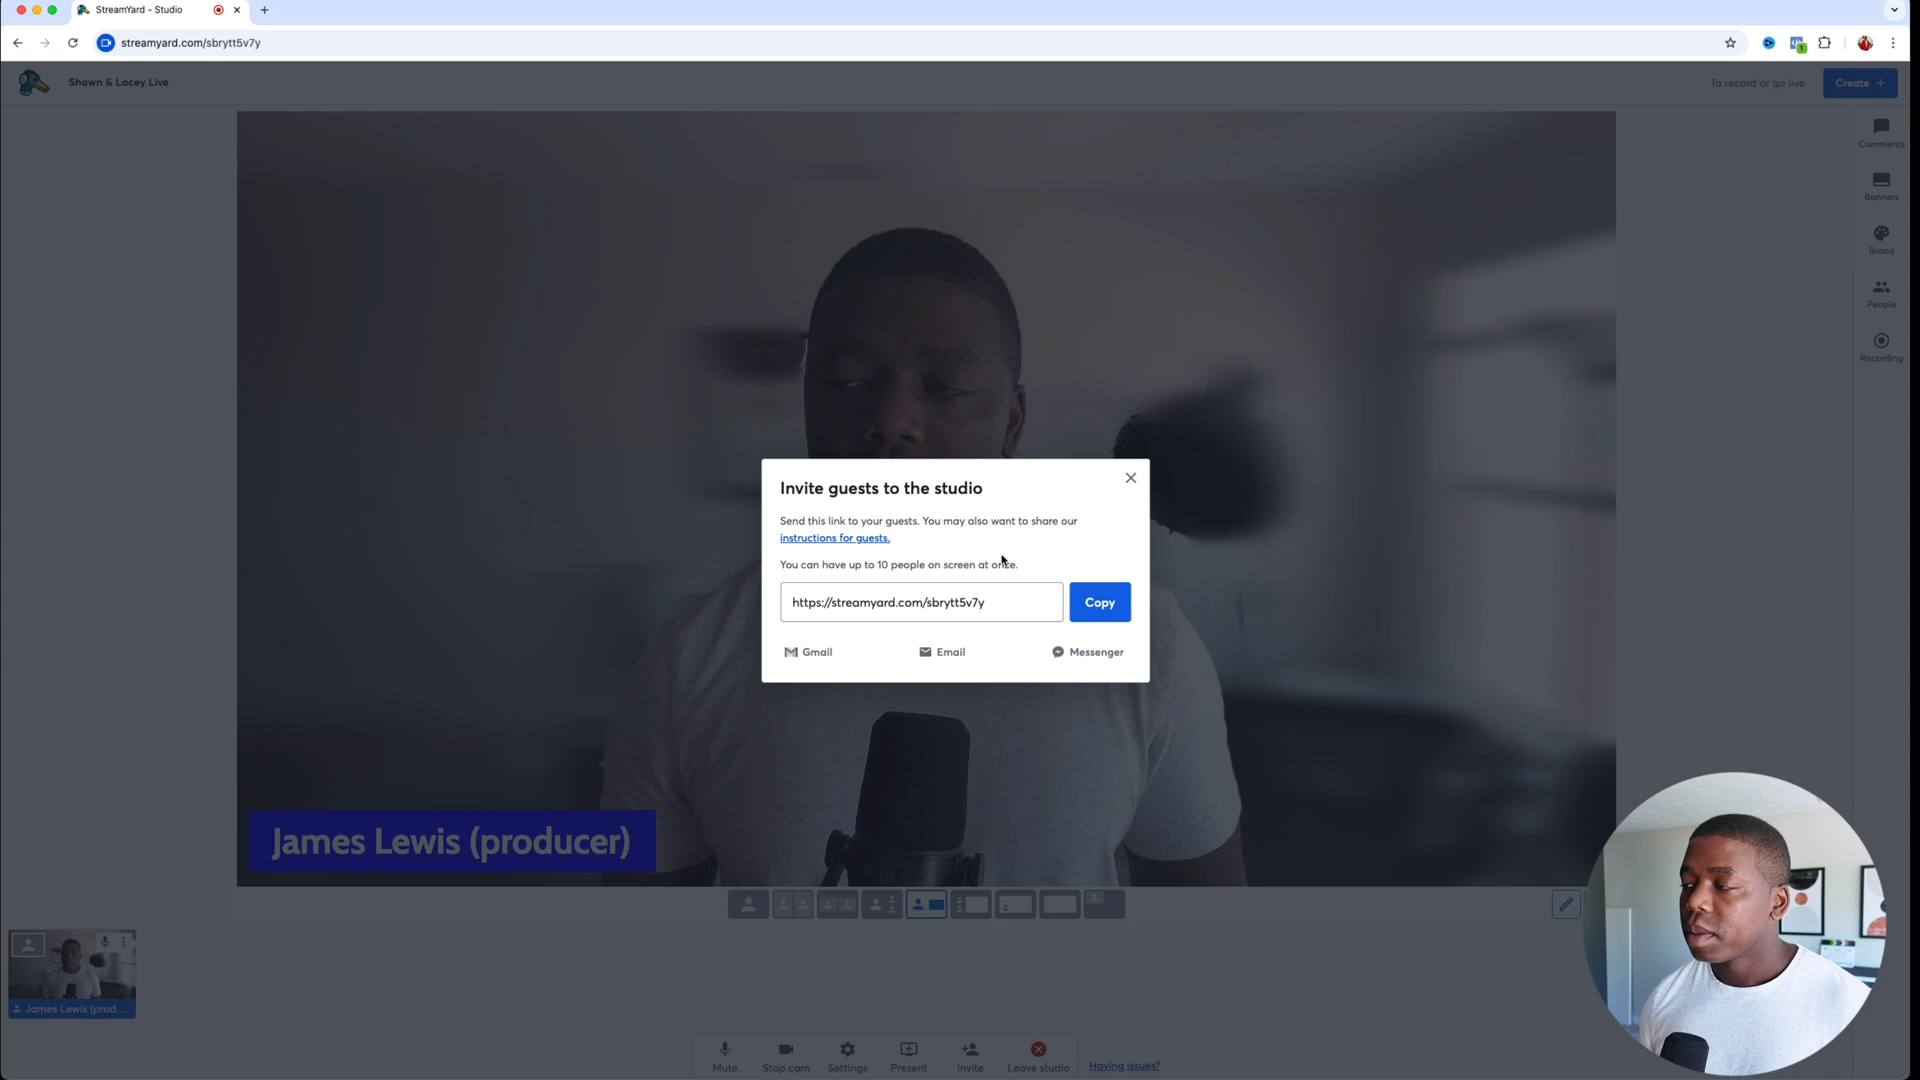 StreamYard - Studio
streamyard.com/sbrytt5v7y
1
Shawn & Lacey Live
To record or go live
Create +
Comments
Banners
Brand
People
Recording
Invite guests to the studio
Send this link to your guests. You may also want to share our
instructions for guests.
You can have up to 10 people on screen at once.
https://streamyard.com/sbrytt5v7y
Copy
Gmail
Email
Messenger
James Lewis (producer)
James Lewis (prod...
Mute
Stop cam
Settings
Present
Invite
Leave studio
Having issues?